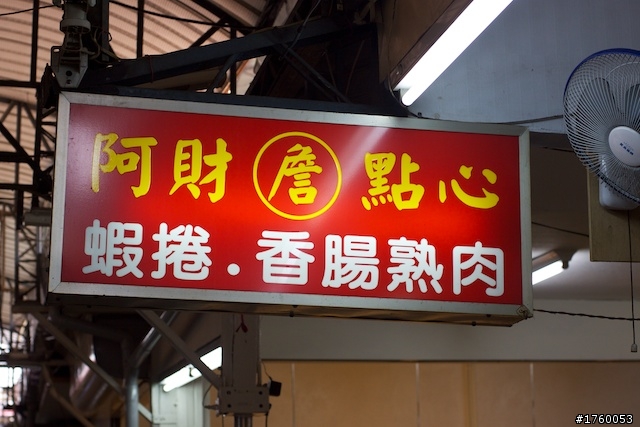 阿財 詹 點心
蝦捲.香腸熟肉
#1760053